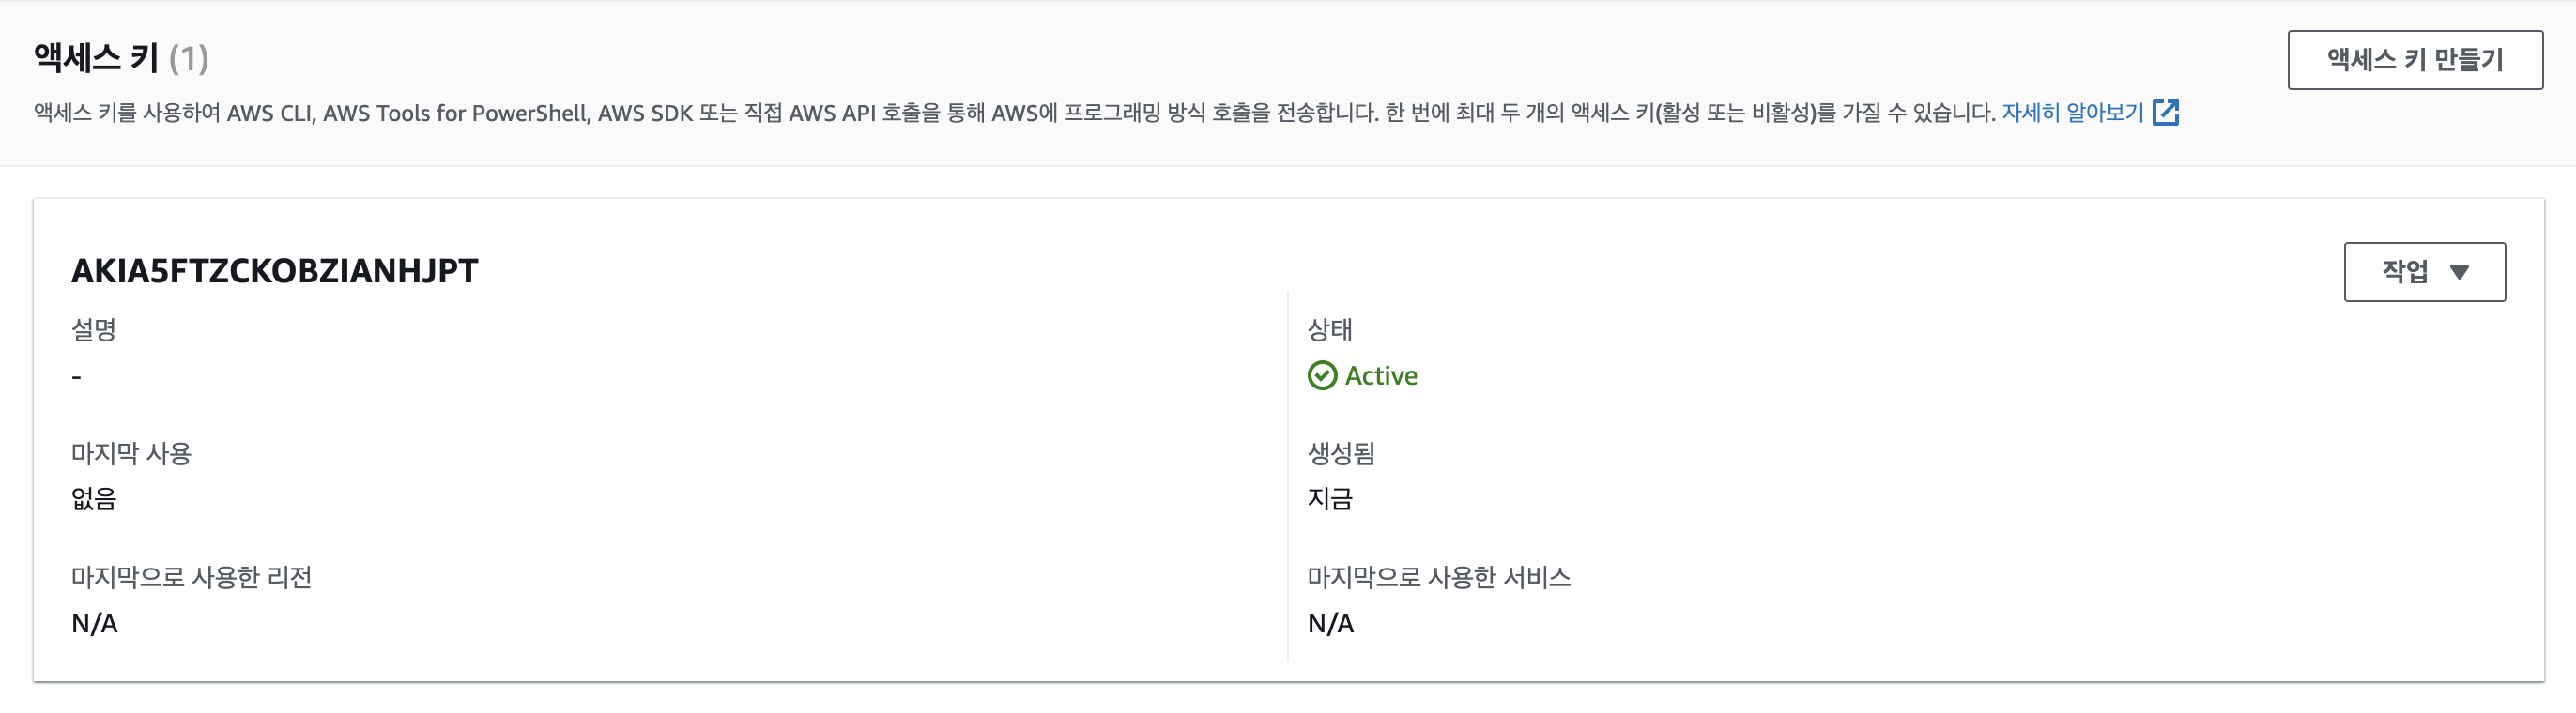 액세스 키 (1)
액세스 키 만들기
액세스 키를 사용하여 AWS CLI, AWS Tools for PowerShell, AWS SDK 또는 직접 AWS API 호출을 통해 AWS에 프로그래밍 방식 호출을 전송합니다. 한 번에 최대 두 개의 액세스 키(활성 또는 비활성)를 가질 수 있습니다. 자세히 알아보기
AKIA5FTZCKOBZIANHJPT
작업
설명
-
상태
Active
마지막 사용
없음
생성됨
지금
마지막으로 사용한 리전
N/A
마지막으로 사용한 서비스
N/A